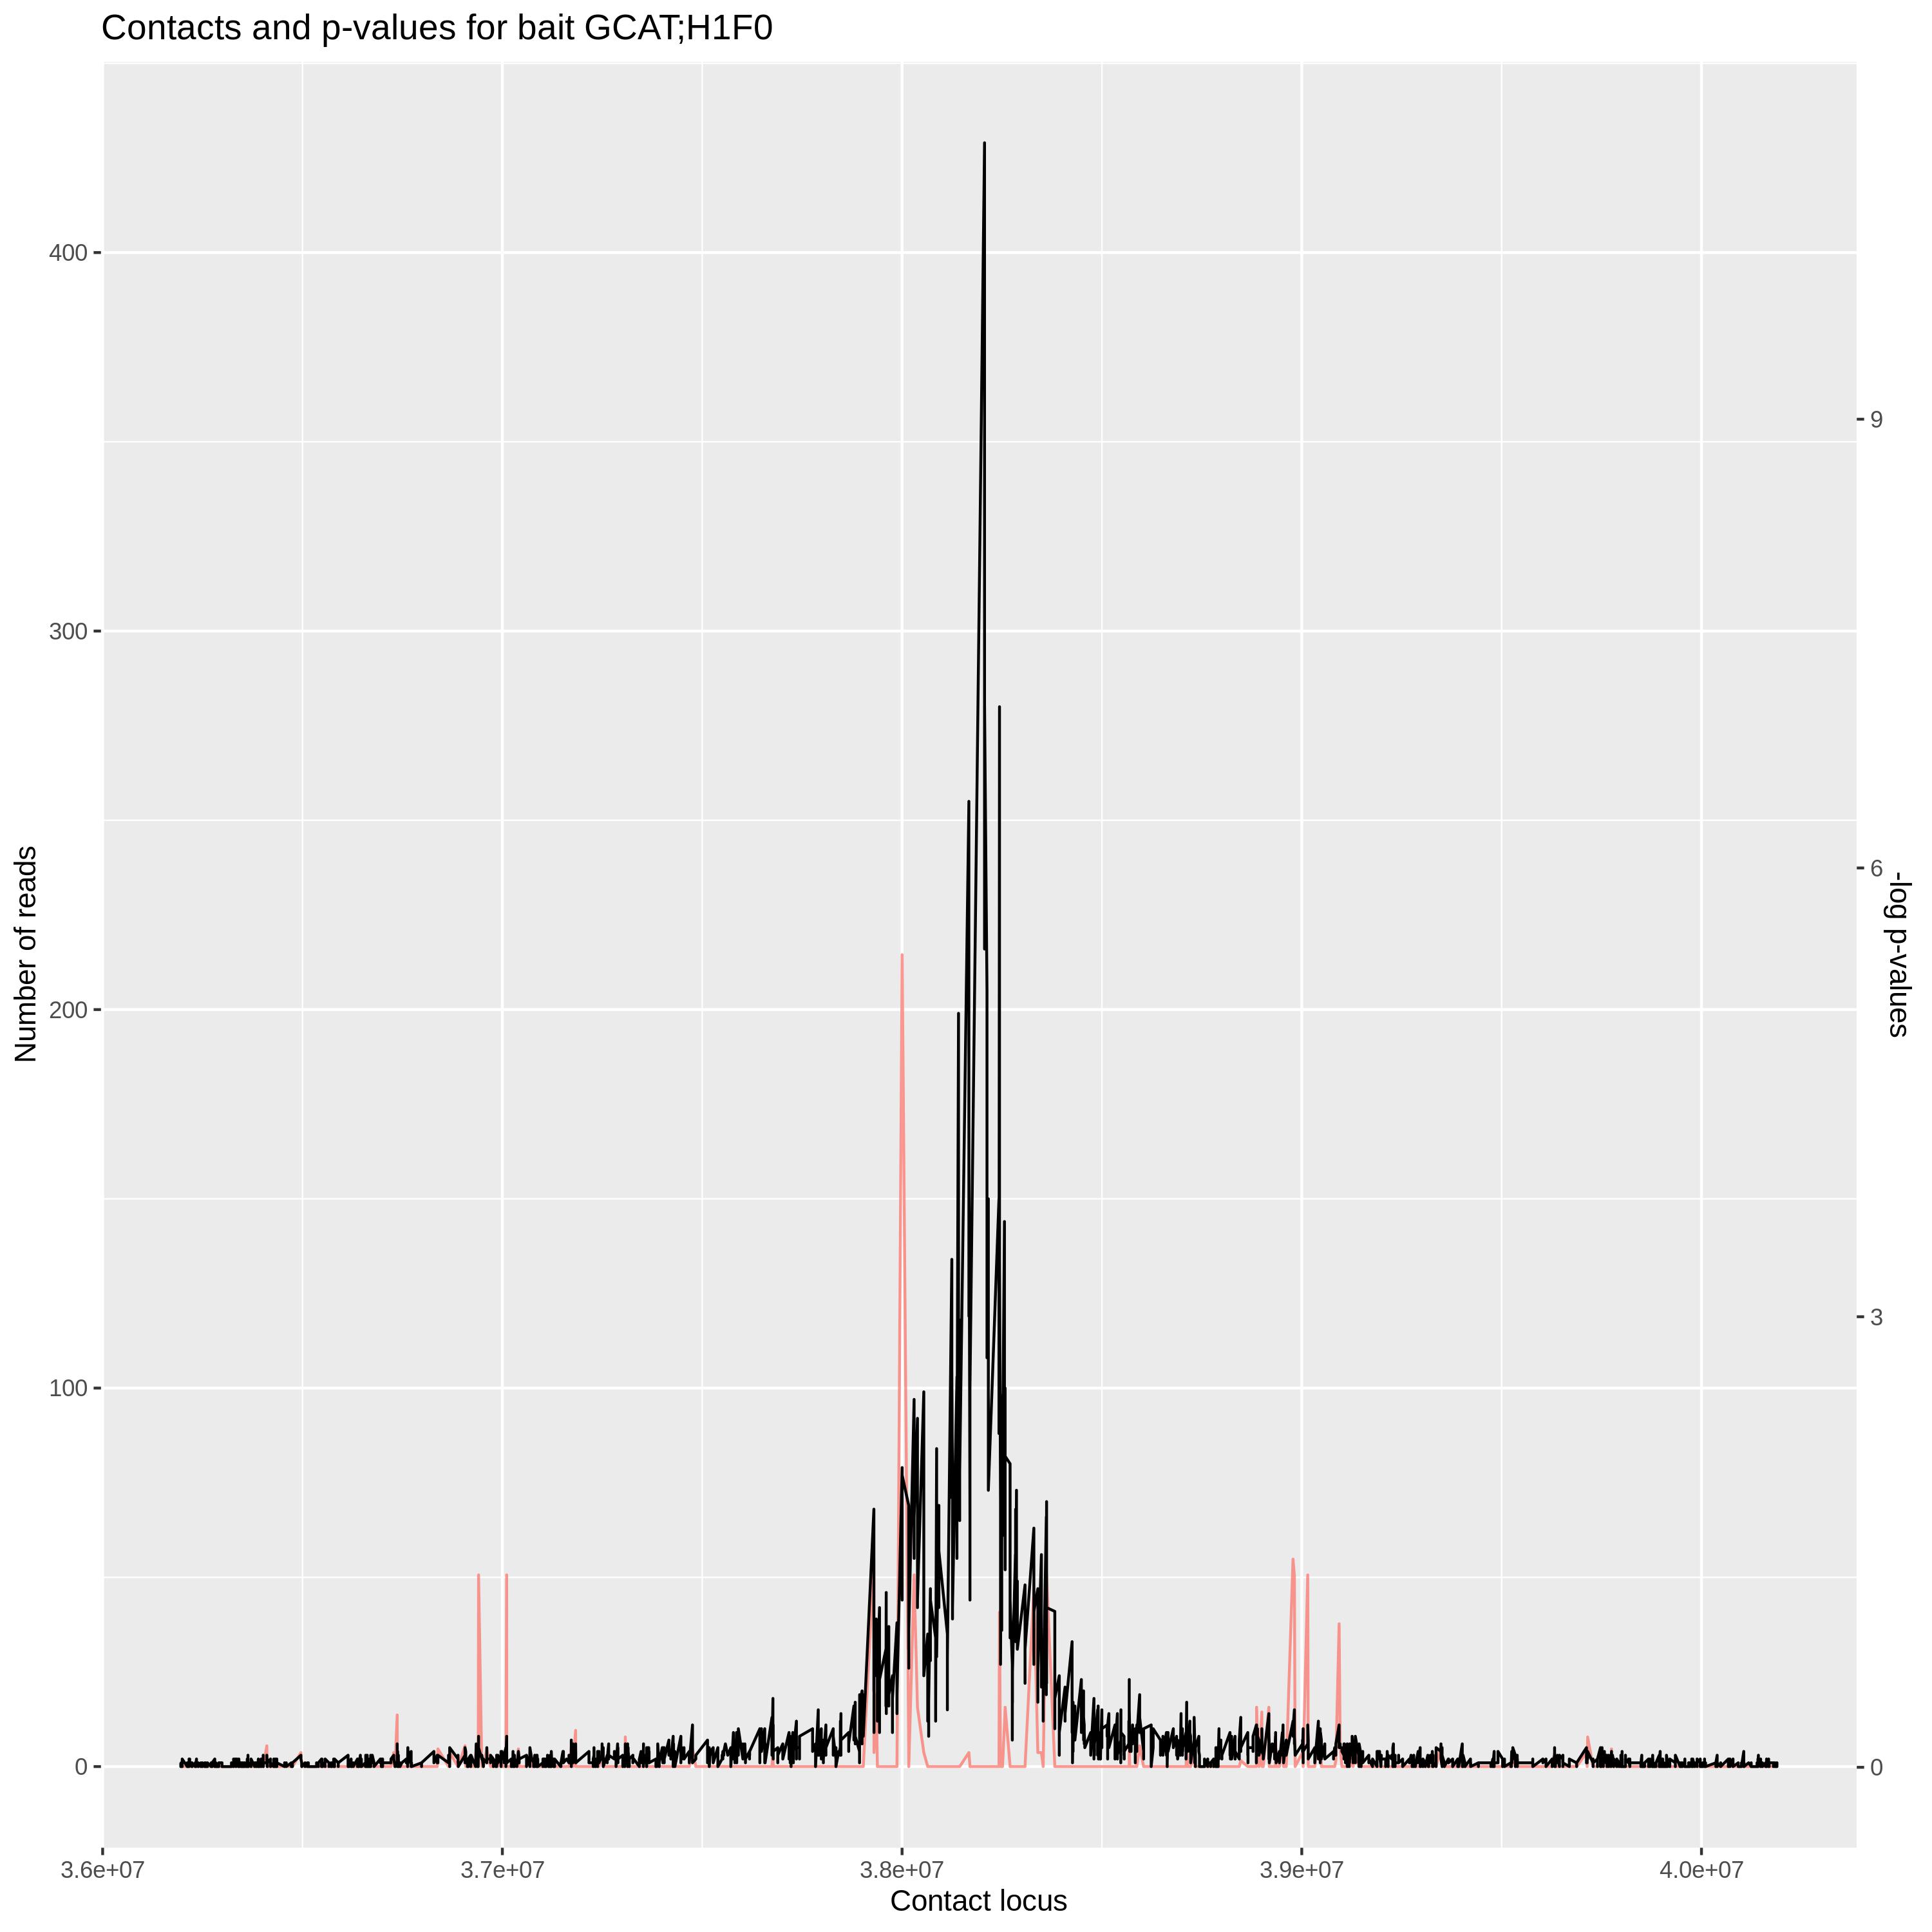 Contacts and p-values for bait GCAT;H1F0
400
300
200
100
0
Number of reads
9
6
3
0
-log p-values
3.6e+07
3.7e+07
3.8e+07
3.9e+07
4.0e+07
Contact locus